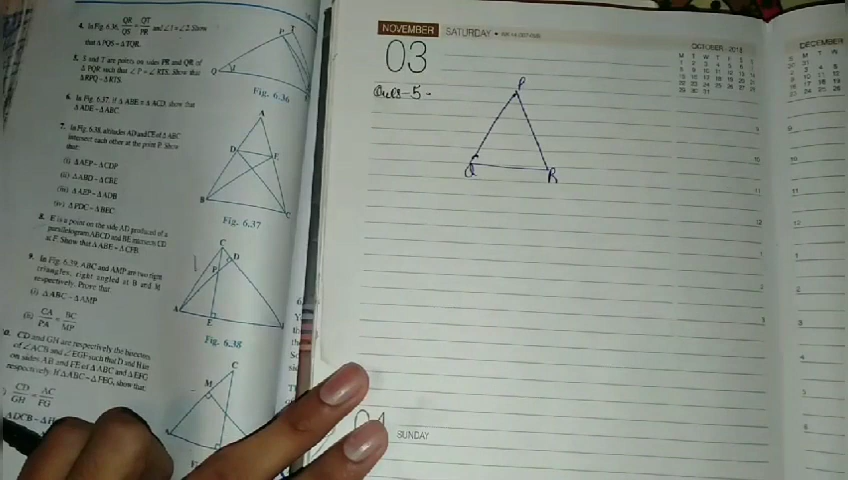 4. In Fig. 6.36, QR/QS = QT/PR and ∠1 = ∠2. Show
that Δ PQS ~ Δ TQR.
5. S and T are points on sides PR and QR of
Δ PQR such that ∠ P = ∠ RTS. Show that
Δ RPQ ~ Δ RTS.
6. In Fig. 6.37, if Δ ABE ≅ Δ ACD, show that
Δ ADE ~ Δ ABC.
7. In Fig. 6.38, altitudes AD and CE of Δ ABC
intersect each other at the point P. Show
that:
(i) Δ AEP ~ Δ CDP
(ii) Δ ABD ~ Δ CBE
(iii) Δ AEP ~ Δ ADB
(iv) Δ PDC ~ Δ BEC
8. E is a point on the side AD produced of a
parallelogram ABCD and BE intersects CD
at F. Show that Δ ABE ~ Δ CFB.
9. In Fig. 6.39, ABC and AMP are two right
triangles, right angled at B and M
respectively. Prove that:
(i) Δ ABC ~ Δ AMP
(ii) CA/PA = BC/MP
CD and GH are respectively the bisectors
of ∠ ACB and ∠ EGF such that D and H lie
on sides AB and FE of Δ ABC and Δ EFG
respectively. If Δ ABC ~ Δ FEG, show that:
CD/GH = AC/FG
Δ DCB ~
P
Q
Fig. 6.36
A
D
E
B
C
Fig. 6.37
C
D
P
A
E
Fig. 6.38
C
M
NOVEMBER
SATURDAY
03
Ques-5 -
P
Q
R
OCTOBER - 2018
DECEMBER
04
SUNDAY